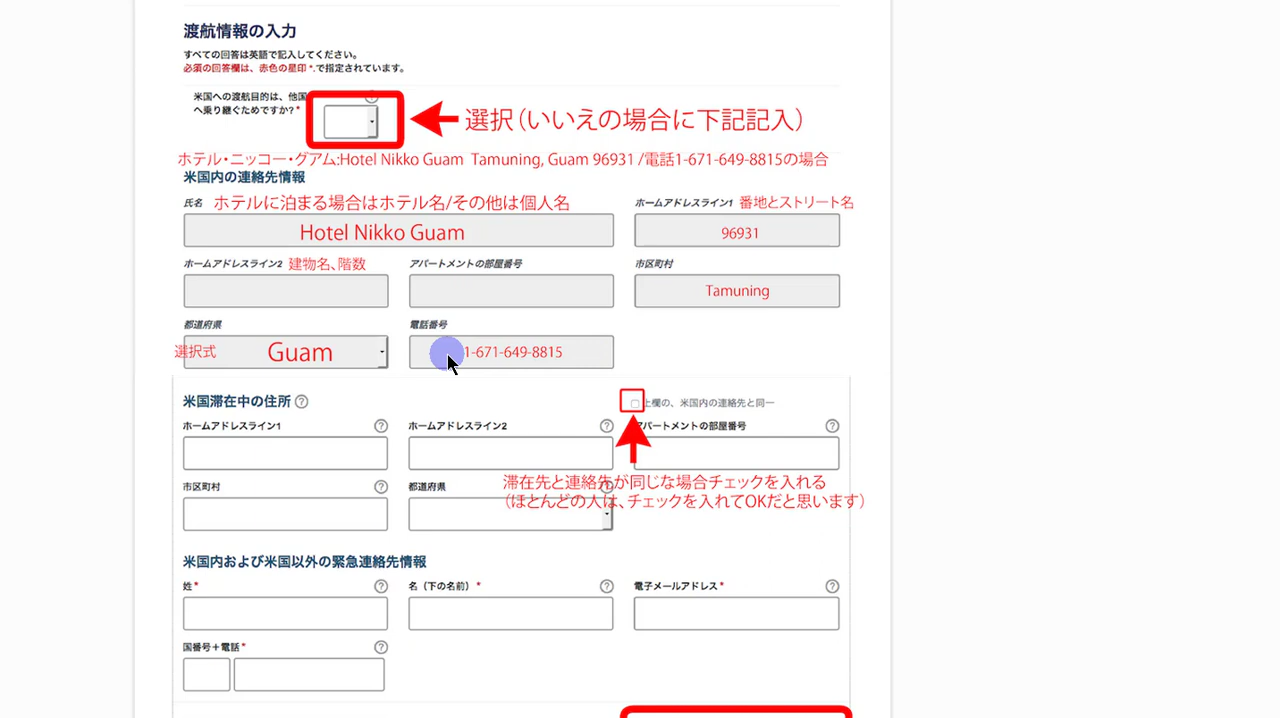 渡航情報の入力
すべての回答は英語で記入してください。
必須の回答欄は、赤色の星印 * で指定されています。
米国への渡航目的は、他国
へ乗り継ぐためですか? *
選択(いいえの場合に下記記入)
ホテル・ニッコー・グアム:Hotel Nikko Guam Tamuning, Guam 96931 /電話1-671-649-8815の場合
米国内の連絡先情報
氏名 ホテルに泊まる場合はホテル名/その他は個人名
ホームアドレスライン1 番地とストリート名
Hotel Nikko Guam
96931
ホームアドレスライン2 建物名、階数
アパートメントの部屋番号
市区町村
Tamuning
都道府県
電話番号
選択式 Guam
1-671-649-8815
米国滞在中の住所 ?
上欄の、米国内の連絡先と同一
ホームアドレスライン1 ?
ホームアドレスライン2 ?
アパートメントの部屋番号 ?
滞在先と連絡先が同じな場合チェックを入れる
(ほとんどの人は、チェックを入れてOKだと思います)
市区町村 ?
都道府県 ?
米国内および米国以外の緊急連絡先情報
姓 * ?
名(下の名前) * ?
電子メールアドレス * ?
国番号+電話 * ?